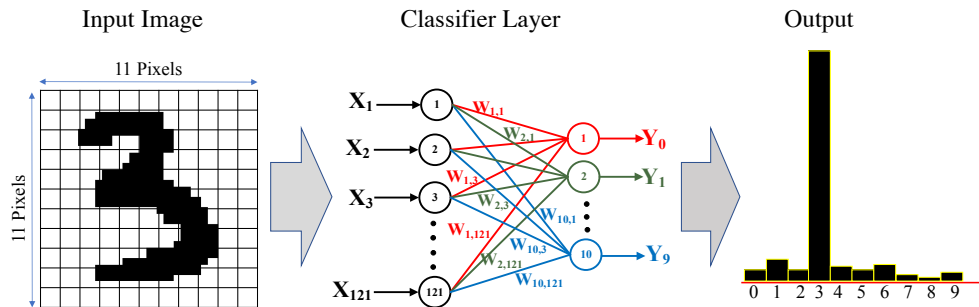 Input Image
11 Pixels
11 Pixels
Classifier Layer
X1
X2
X3
X121
1
2
3
121
W1,1
W2,1
W1,3
W2,3
W10,1
W1,121
W10,3
W2,121
W10,121
1
2
10
Y0
Y1
Y9
Output
0 1 2 3 4 5 6 7 8 9